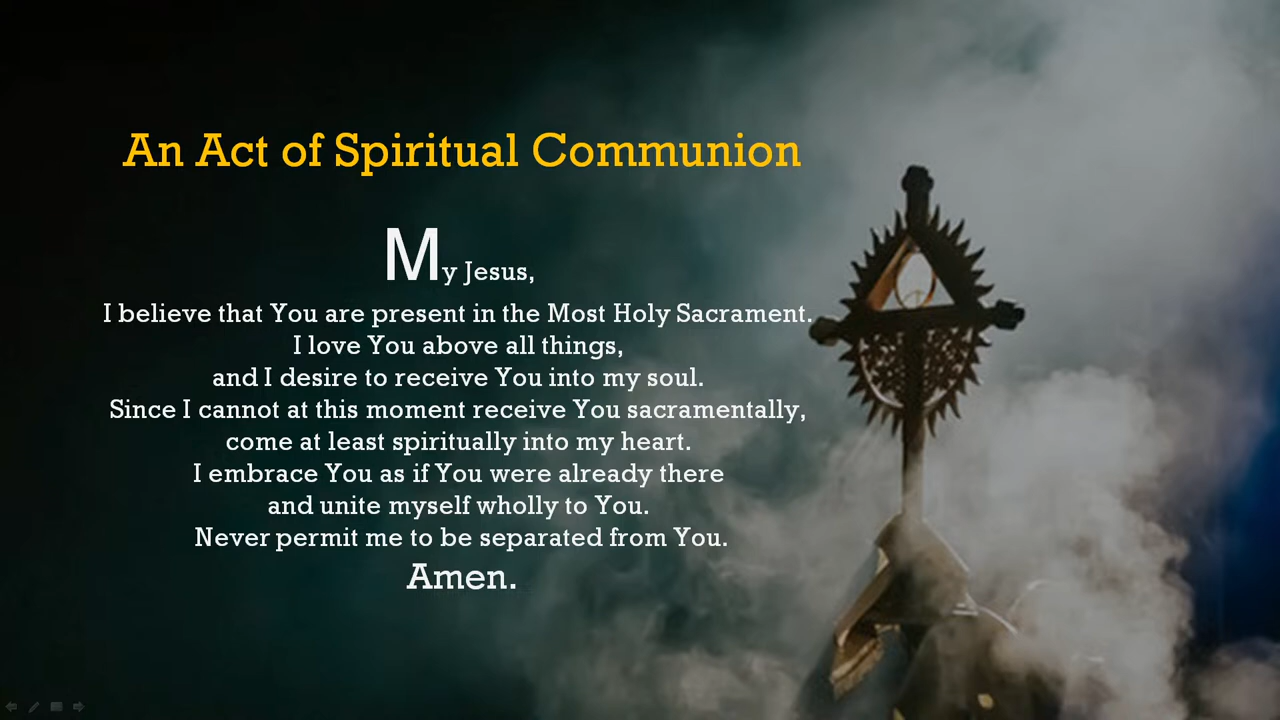 An Act of Spiritual Communion
My Jesus,
I believe that You are present in the Most Holy Sacrament.
I love You above all things,
and I desire to receive You into my soul.
Since I cannot at this moment receive You sacramentally,
come at least spiritually into my heart.
I embrace You as if You were already there
and unite myself wholly to You.
Never permit me to be separated from You.
Amen.